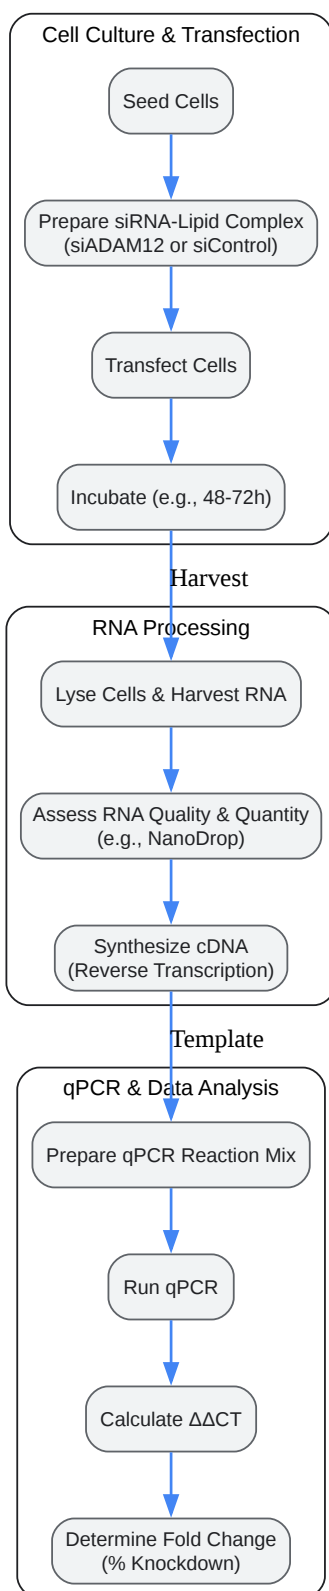 Cell Culture & Transfection
Seed Cells
Prepare siRNA-Lipid Complex
(siADAM12 or siControl)
Transfect Cells
Incubate (e.g., 48-72h)
Harvest
RNA Processing
Lyse Cells & Harvest RNA
Assess RNA Quality & Quantity
(e.g., NanoDrop)
Synthesize cDNA
(Reverse Transcription)
Template
qPCR & Data Analysis
Prepare qPCR Reaction Mix
Run qPCR
Calculate ΔΔCT
Determine Fold Change
(% Knockdown)